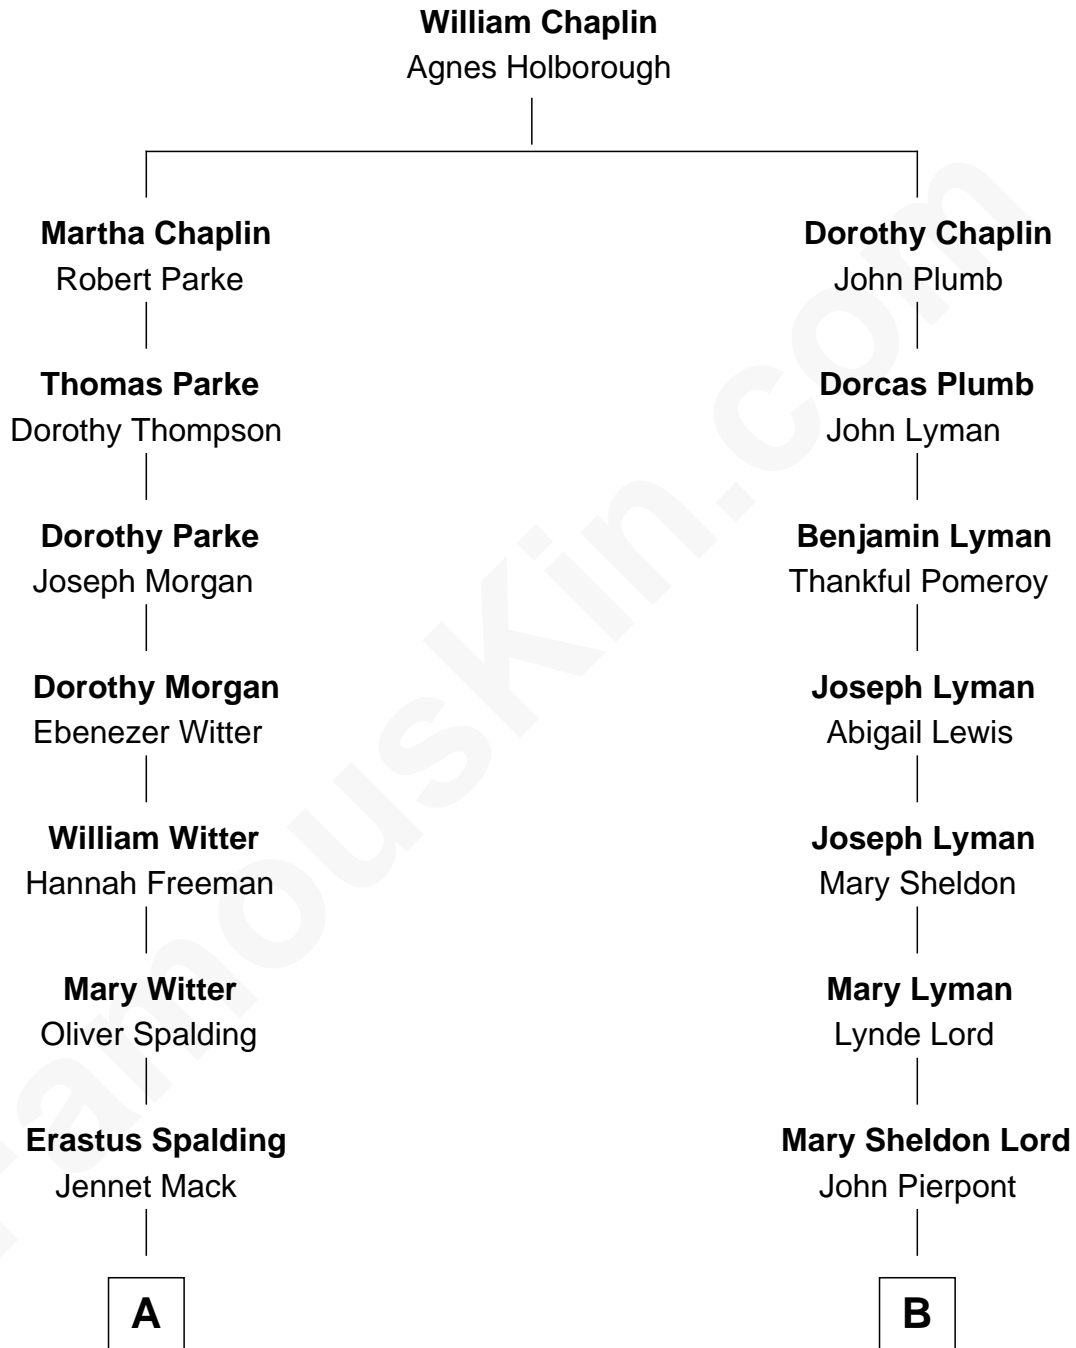 William Chaplin
Agnes Holborough
Martha Chaplin
Robert Parke
Dorothy Chaplin
John Plumb
Thomas Parke
Dorothy Thompson
Dorcas Plumb
John Lyman
Dorothy Parke
Joseph Morgan
Benjamin Lyman
Thankful Pomeroy
Dorothy Morgan
Ebenezer Witter
Joseph Lyman
Abigail Lewis
William Witter
Hannah Freeman
Joseph Lyman
Mary Sheldon
Mary Witter
Oliver Spalding
Mary Lyman
Lynde Lord
Erastus Spalding
Jennet Mack
Mary Sheldon Lord
John Pierpont
A
B
FamousKin.com